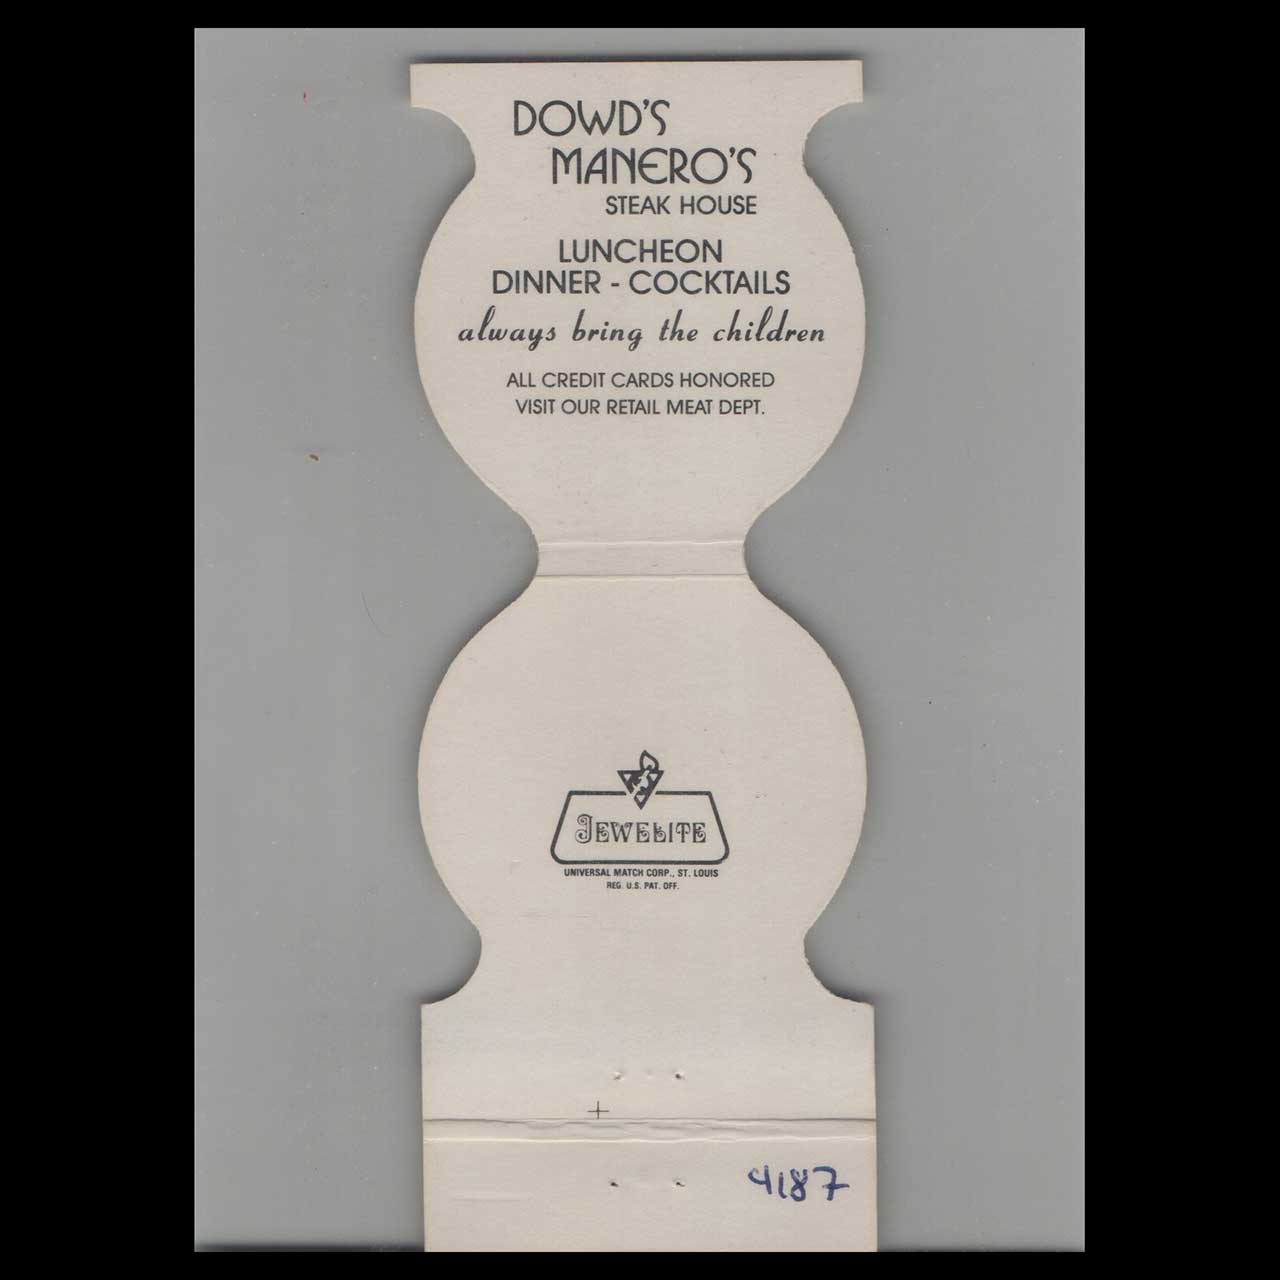 DOWD'S
MANERO'S
STEAK HOUSE
LUNCHEON
DINNER - COCKTAILS
always bring the children
ALL CREDIT CARDS HONORED
VISIT OUR RETAIL MEAT DEPT.
JEWELITE
UNIVERSAL MATCH CORP., ST. LOUIS
REG. U.S. PAT. OFF.
4187